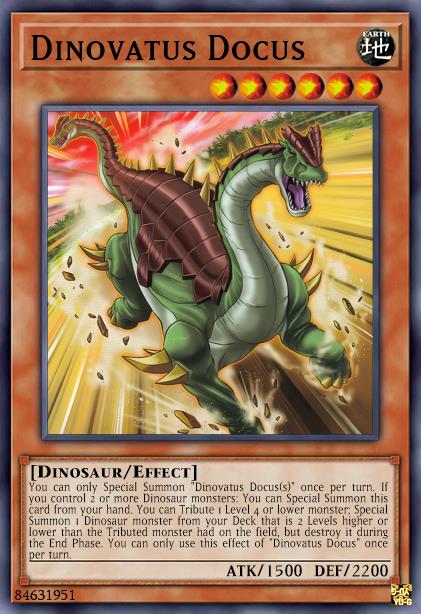 DINOVATUS DOCUS
EARTH
地
[DINOSAUR/EFFECT]
You can only Special Summon "Dinovatus Docus(s)" once per turn. If
you control 2 or more Dinosaur monsters: You can Special Summon this
card from your hand. You can Tribute 1 Level 4 or lower monster; Special
Summon 1 Dinosaur monster from your Deck that is 2 Levels higher or
lower than the Tributed monster had on the field, but destroy it during
the End Phase. You can only use this effect of "Dinovatus Docus" once
per turn.
ATK/1500 DEF/2200
84631951